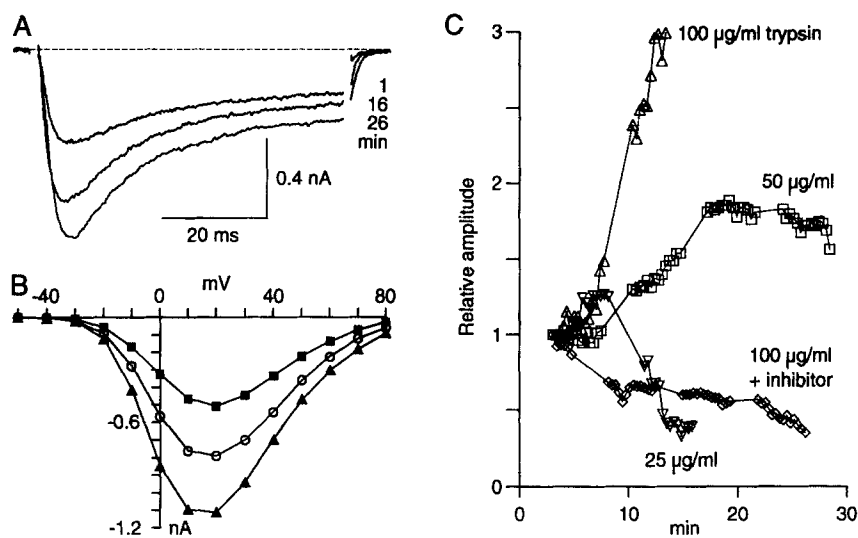 A
1
16
26
min
0.4 nA
20 ms
B
mV
-40
0
40
80
-0.6
-1.2
nA
C
3
2
1
0
Relative amplitude
100 µg/ml trypsin
50 µg/ml
100 µg/ml
+ inhibitor
25 µg/ml
0
10
20
30
min